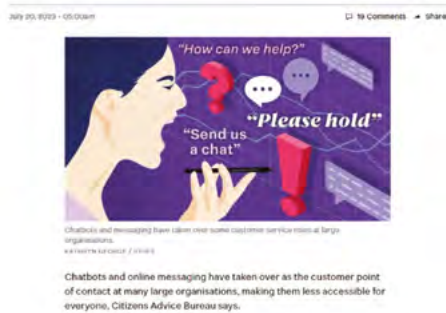 July 20, 2023 • 05:00am
19 Comments Share
"How can we help?"
"Please hold"
"Send us
a chat"
Chatbots and messaging have taken over some customer service roles at large
organisations.
KATHRYN GEORGE / STUFF
Chatbots and online messaging have taken over as the customer point
of contact at many large organisations, making them less accessible for
everyone, Citizens Advice Bureau says.